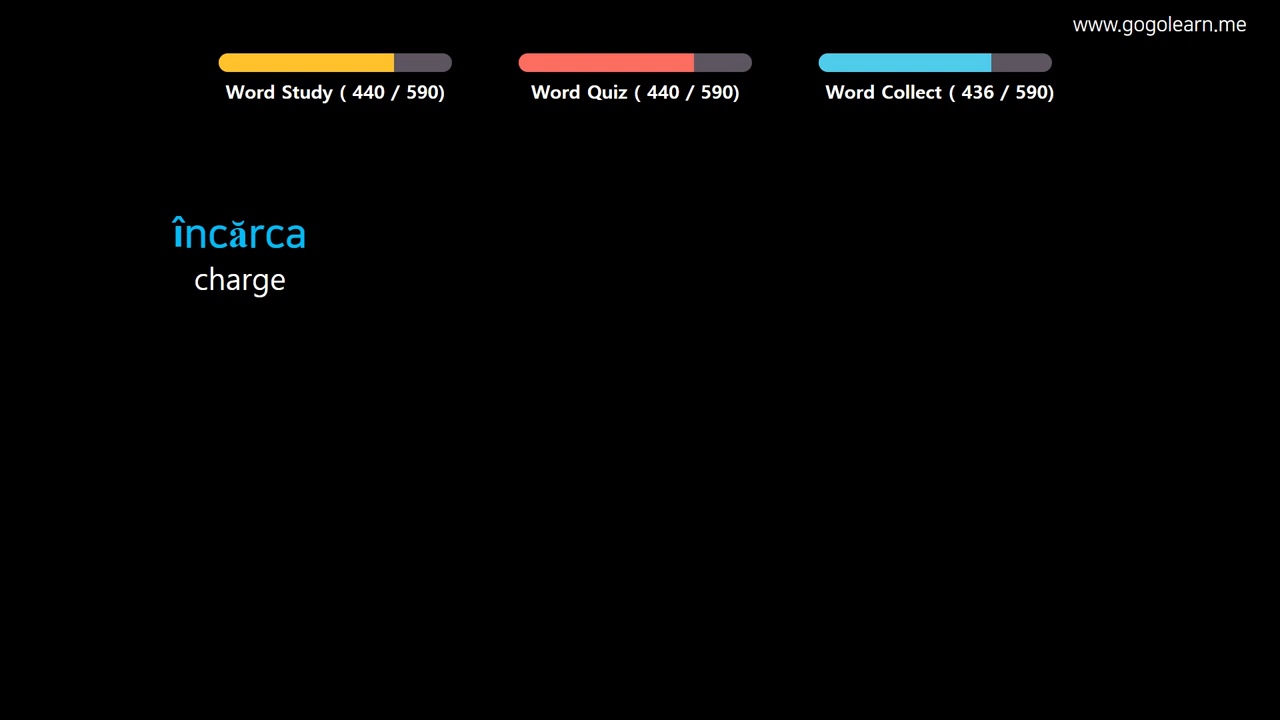 www.gogolearn.me
Word Study ( 440 / 590)
Word Quiz ( 440 / 590)
Word Collect ( 436 / 590)
încărca
charge